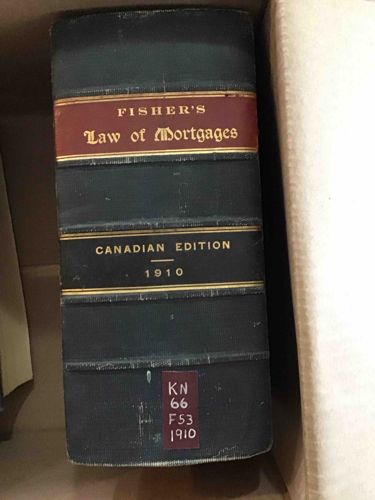 FISHER'S
Law of Mortgages
CANADIAN EDITION
1910
KN
66
F53
1910